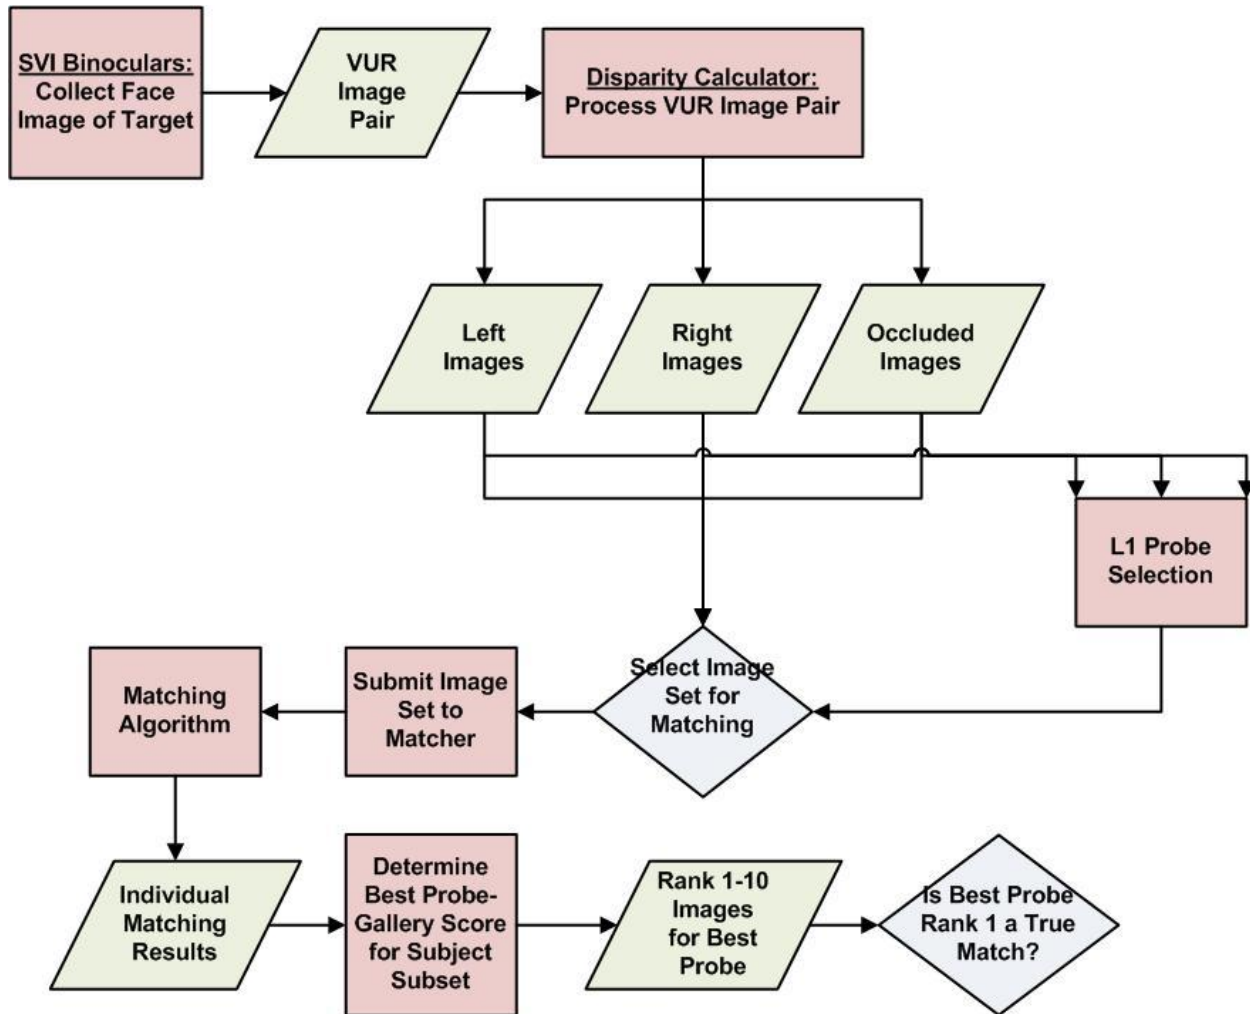 SVI Binoculars:
Collect Face
Image of Target
VUR
Image
Pair
Disparity Calculator:
Process VUR Image Pair
Left
Images
Right
Images
Occluded
Images
L1 Probe
Selection
Select Image
Set for
Matching
Submit Image
Set to
Matcher
Matching
Algorithm
Individual
Matching
Results
Determine
Best Probe-
Gallery Score
for Subject
Subset
Rank 1-10
Images
for Best
Probe
Is Best Probe
Rank 1 a True
Match?